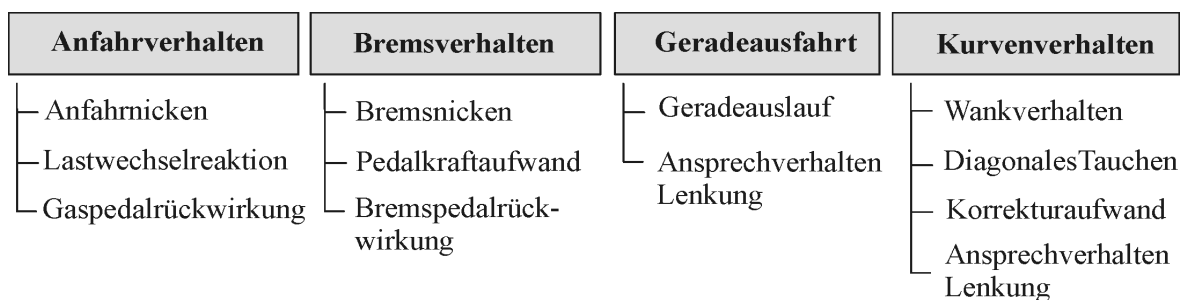 Anfahrverhalten
Anfahrnicken
Lastwechselreaktion
Gaspedalrückwirkung
Bremsverhalten
Bremsnicken
Pedalkraftaufwand
Bremspedalrück-
wirkung
Geradeausfahrt
Geradeauslauf
Ansprechverhalten
Lenkung
Kurvenverhalten
Wankverhalten
DiagonalesTauchen
Korrekturaufwand
Ansprechverhalten
Lenkung